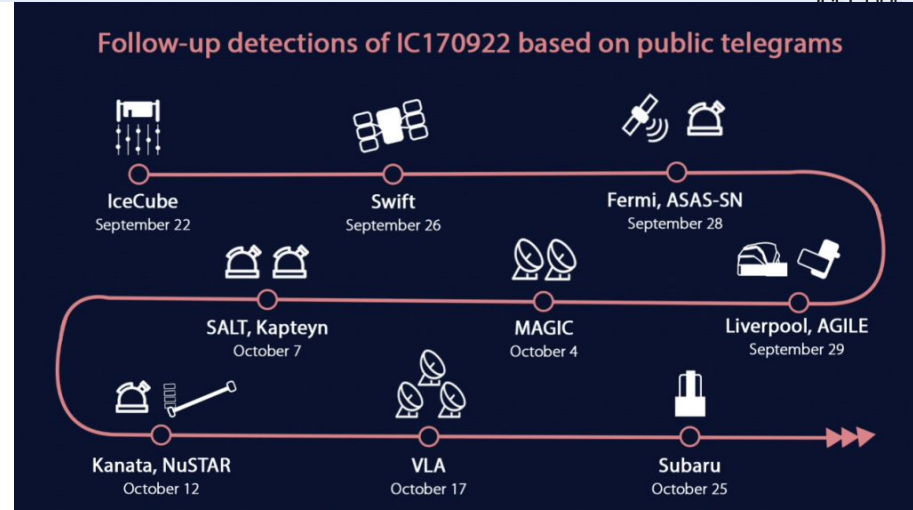 Follow-up detections of IC170922 based on public telegrams
IceCube
September 22
Swift
September 26
Fermi, ASAS-SN
September 28
Liverpool, AGILE
September 29
MAGIC
October 4
SALT, Kapteyn
October 7
Kanata, NuSTAR
October 12
VLA
October 17
Subaru
October 25